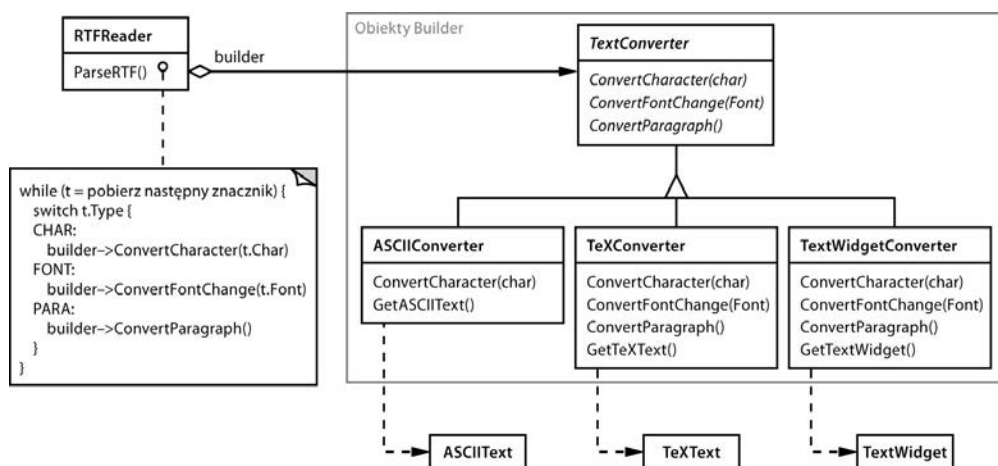 RTFReader
ParseRTF()
builder
Obiekty Builder
TextConverter
ConvertCharacter(char)
ConvertFontChange(Font)
ConvertParagraph()
while (t = pobierz następny znacznik) {
switch t.Type {
CHAR:
builder–>ConvertCharacter(t.Char)
FONT:
builder–>ConvertFontChange(t.Font)
PARA:
builder–>ConvertParagraph()
}
}
ASCIIConverter
ConvertCharacter(char)
GetASCIIText()
TeXConverter
ConvertCharacter(char)
ConvertFontChange(Font)
ConvertParagraph()
GetTeXText()
TextWidgetConverter
ConvertCharacter(char)
ConvertFontChange(Font)
ConvertParagraph()
GetTextWidget()
ASCIIText
TeXText
TextWidget